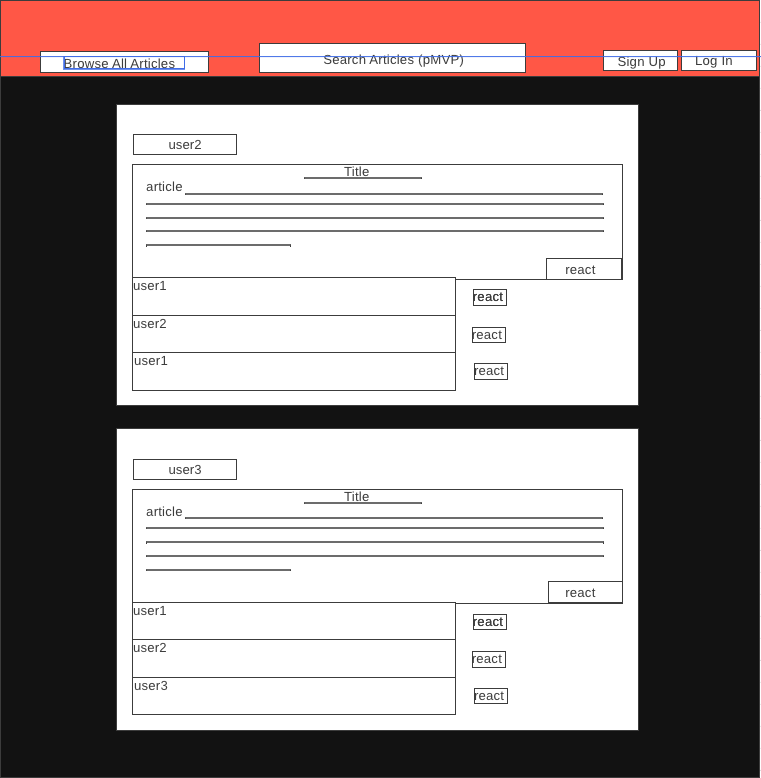 Browse All Articles
Search Articles (pMVP)
Sign Up
Log In
user2
Title
article
react
user1
react
user2
react
user1
react
user3
Title
article
react
user1
react
user2
react
user3
react